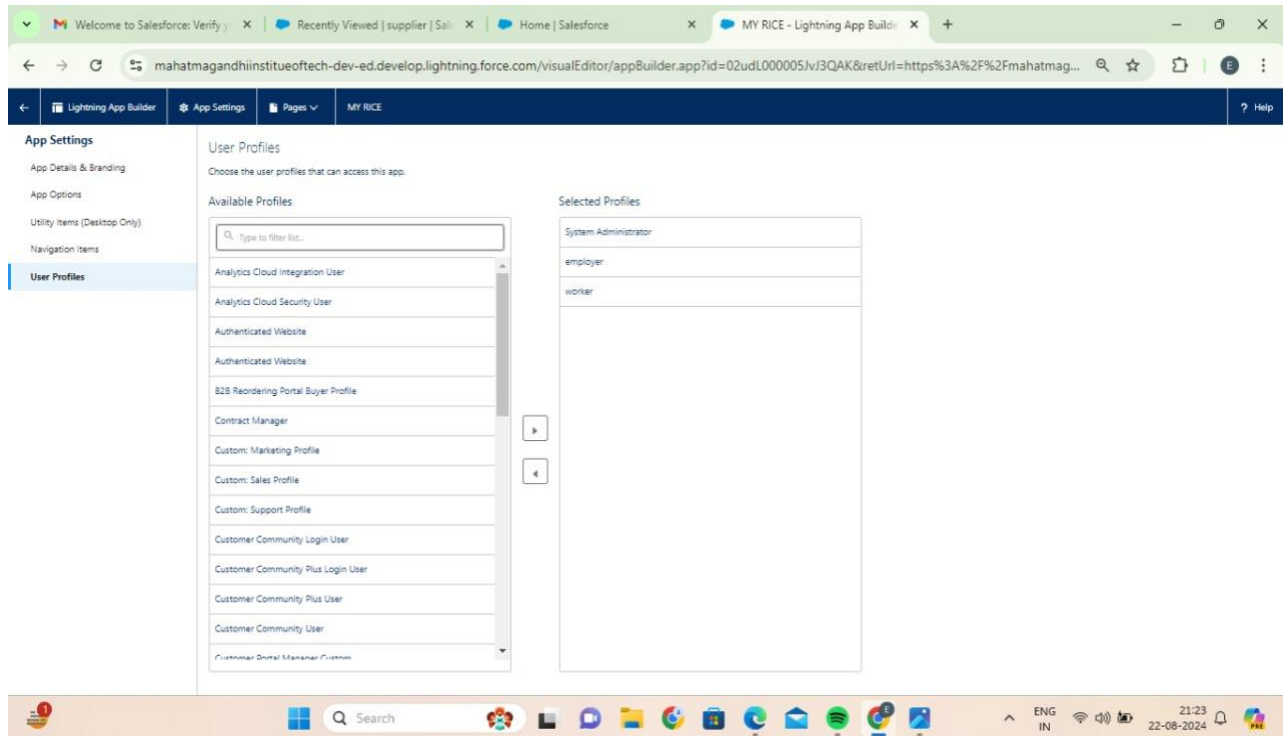 Welcome to Salesforce: Verify y
Recently Viewed | supplier | Sal
Home | Salesforce
MY RICE - Lightning App Builde
mahatmagandhiinstitueoftech-dev-ed.develop.lightning.force.com/visualEditor/appBuilder.app?id=02udL000005JvJ3QAK&retUrl=https%3A%2F%2Fmahatmag...
E
Lightning App Builder
App Settings
Pages
MY RICE
? Help
App Settings
App Details & Branding
App Options
Utility Items (Desktop Only)
Navigation Items
User Profiles
User Profiles
Choose the user profiles that can access this app.
Available Profiles
Type to filter list...
Analytics Cloud Integration User
Analytics Cloud Security User
Authenticated Website
Authenticated Website
B2B Reordering Portal Buyer Profile
Contract Manager
Custom: Marketing Profile
Custom: Sales Profile
Custom: Support Profile
Customer Community Login User
Customer Community Plus Login User
Customer Community Plus User
Customer Community User
Customer Portal Manager Custom
Selected Profiles
System Administrator
employer
worker
1
Search
E
ENG
IN
21:23
22-08-2024
PRE